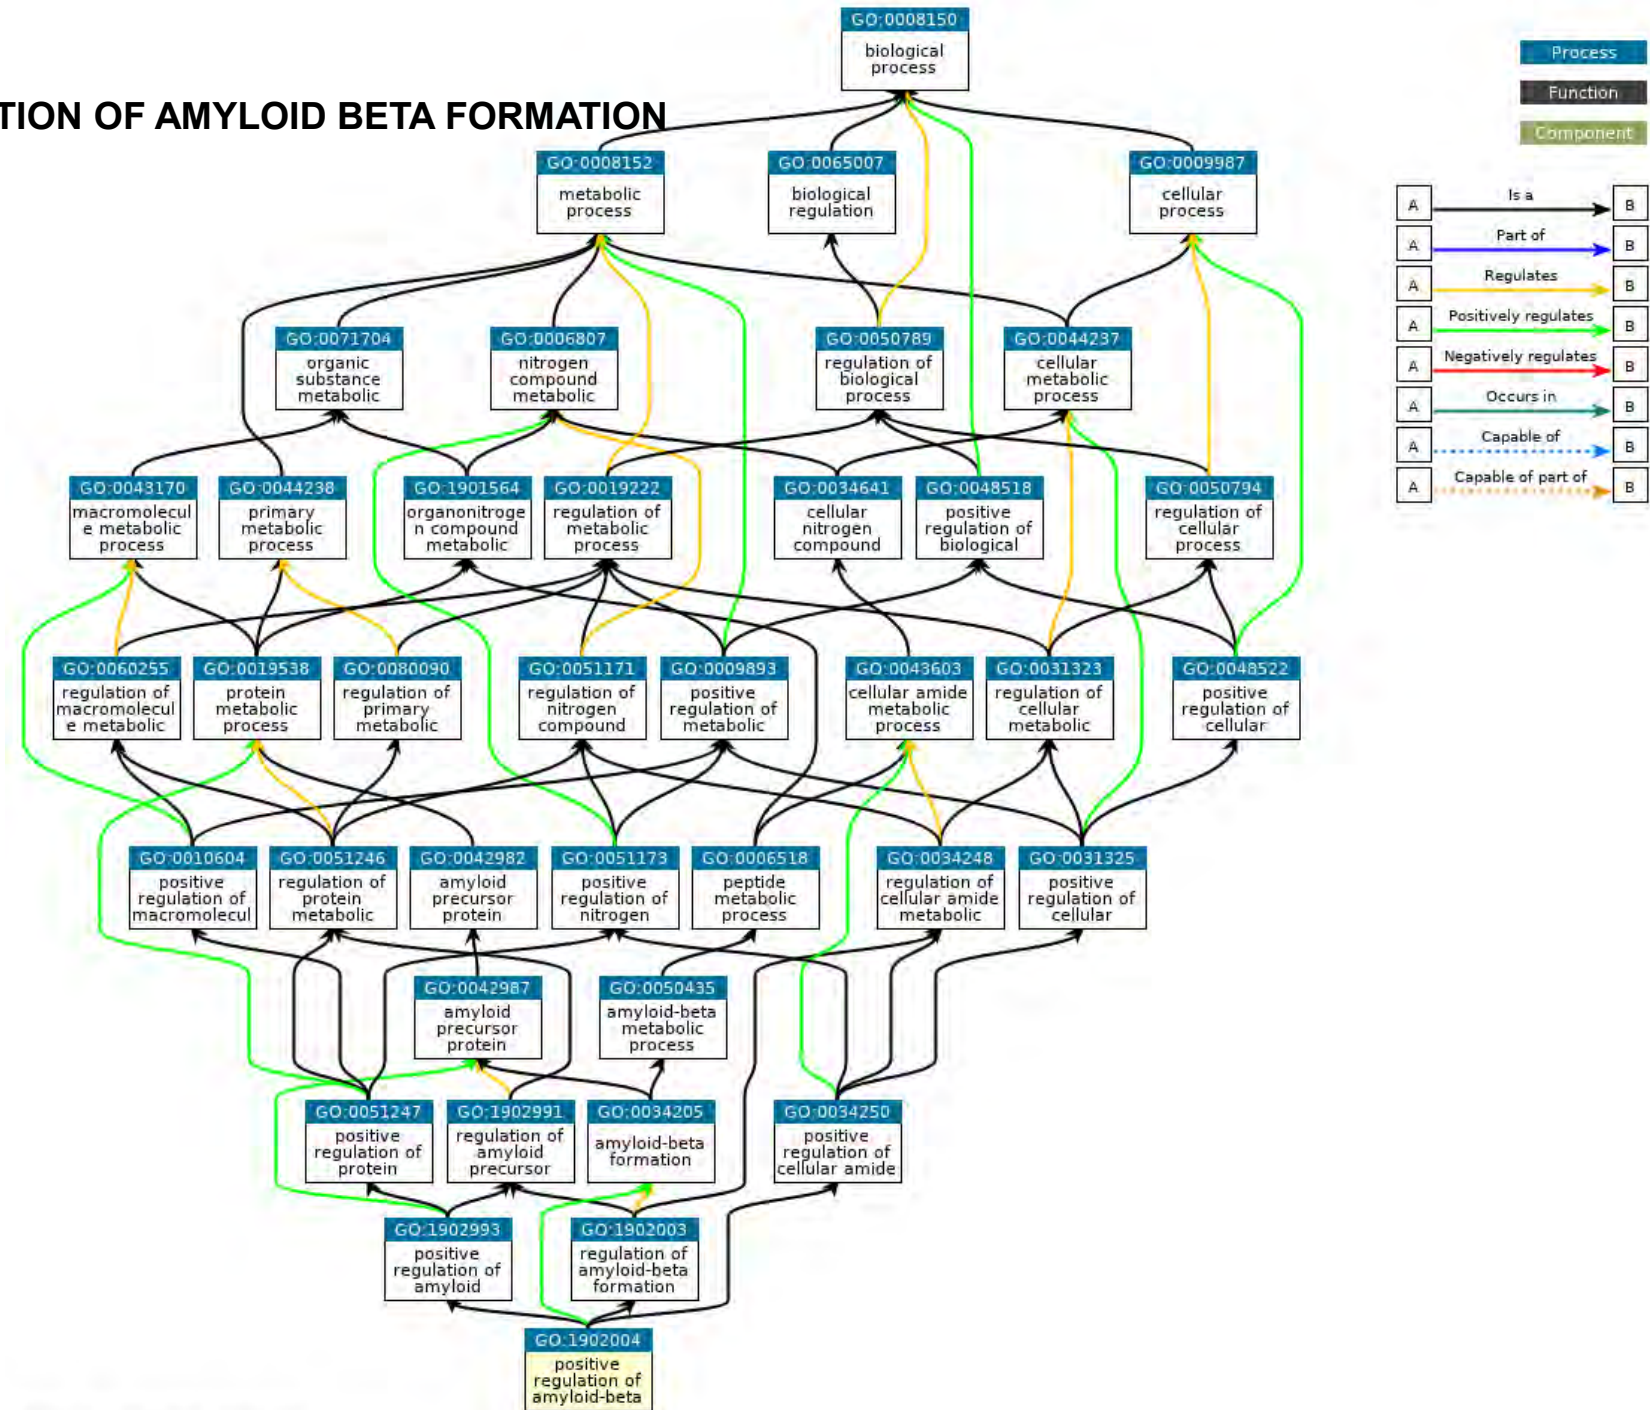 GO:0008150
biological
process
TION OF AMYLOID BETA FORMATION
Process
Function
Component
A Is a B
A Part of B
A Regulates B
A Positively regulates B
A Negatively regulates B
A Occurs in B
A Capable of B
A Capable of part of B
GO:0008152
metabolic
process
GO:0065007
biological
regulation
GO:0009987
cellular
process
GO:0071704
organic
substance
metabolic
GO:0006807
nitrogen
compound
metabolic
GO:0050789
regulation of
biological
process
GO:0044237
cellular
metabolic
process
GO:0043170
macromolecul
e metabolic
process
GO:0044238
primary
metabolic
process
GO:1901564
organonitroge
n compound
metabolic
GO:0019222
regulation of
metabolic
process
GO:0034641
cellular
nitrogen
compound
GO:0048518
positive
regulation of
biological
GO:0050794
regulation of
cellular
process
GO:0060255
regulation of
macromolecul
e metabolic
GO:0019538
protein
metabolic
process
GO:0080090
regulation of
primary
metabolic
GO:0051171
regulation of
nitrogen
compound
GO:0009893
positive
regulation of
metabolic
GO:0043603
cellular amide
metabolic
process
GO:0031323
regulation of
cellular
metabolic
GO:0048522
positive
regulation of
cellular
GO:0010604
positive
regulation of
macromolecul
GO:0051246
regulation of
protein
metabolic
GO:0042982
amyloid
precursor
protein
GO:0051173
positive
regulation of
nitrogen
GO:0006518
peptide
metabolic
process
GO:0034248
regulation of
cellular amide
metabolic
GO:0031325
positive
regulation of
cellular
GO:0042987
amyloid
precursor
protein
GO:0050435
amyloid-beta
metabolic
process
GO:0051247
positive
regulation of
protein
GO:1902991
regulation of
amyloid
precursor
GO:0034205
amyloid-beta
formation
GO:0034250
positive
regulation of
cellular amide
GO:1902993
positive
regulation of
amyloid
GO:1902003
regulation of
amyloid-beta
formation
GO:1902004
positive
regulation of
amyloid-beta